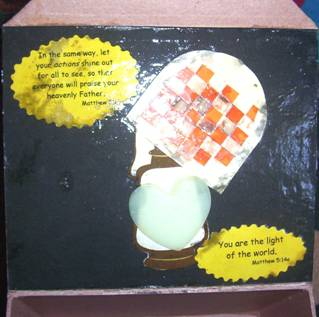 In the same way, let
your actions shine out
for all to see, so that
everyone will praise your
heavenly Father.
Matthew
You are the light
of the world.
Matthew 5:14a